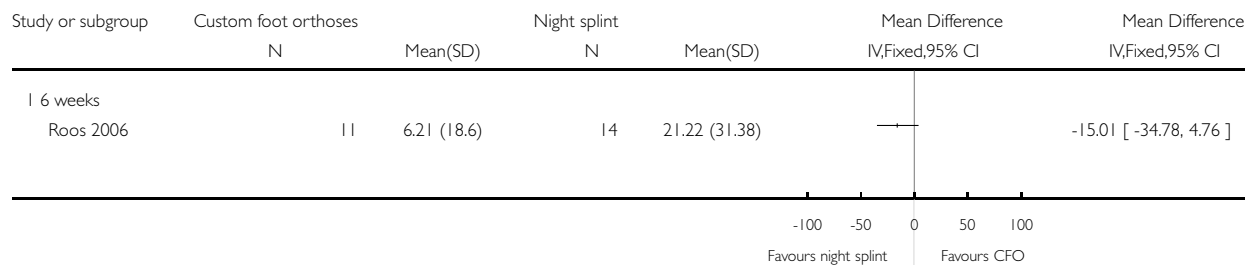 Study or subgroup Custom foot orthoses Night splint Mean Difference Mean Difference
N Mean(SD) N Mean(SD) IV,Fixed,95% CI IV,Fixed,95% CI
1 6 weeks
Roos 2006 11 6.21 (18.6) 14 21.22 (31.38) -15.01 [ -34.78, 4.76 ]
-100 -50 0 50 100
Favours night splint Favours CFO